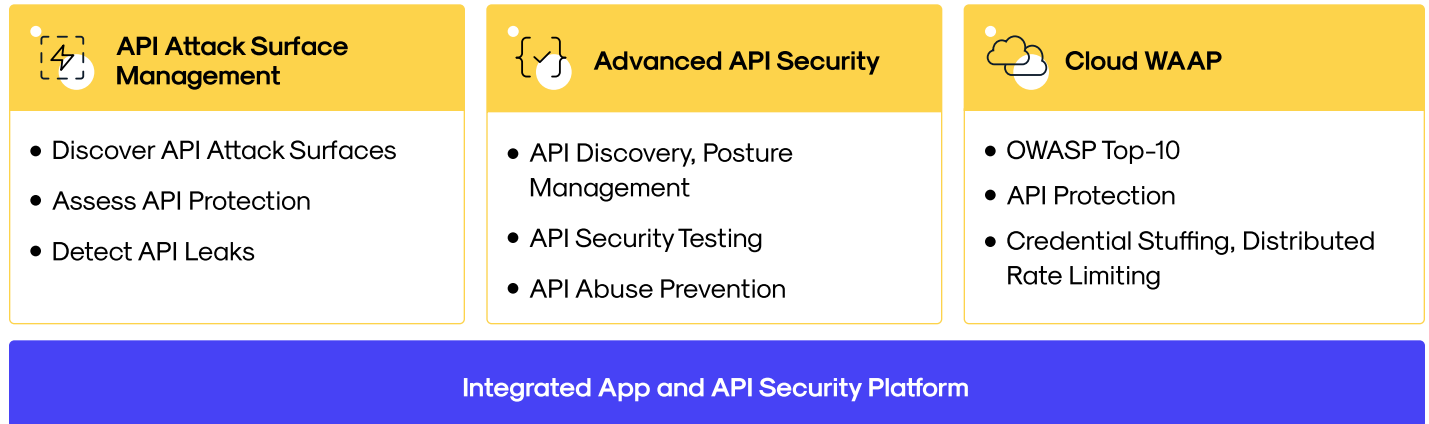 API Attack Surface
Management
Discover API Attack Surfaces
Assess API Protection
Detect API Leaks
Advanced API Security
API Discovery, Posture
Management
API Security Testing
API Abuse Prevention
Cloud WAAP
OWASP Top-10
API Protection
Credential Stuffing, Distributed
Rate Limiting
Integrated App and API Security Platform